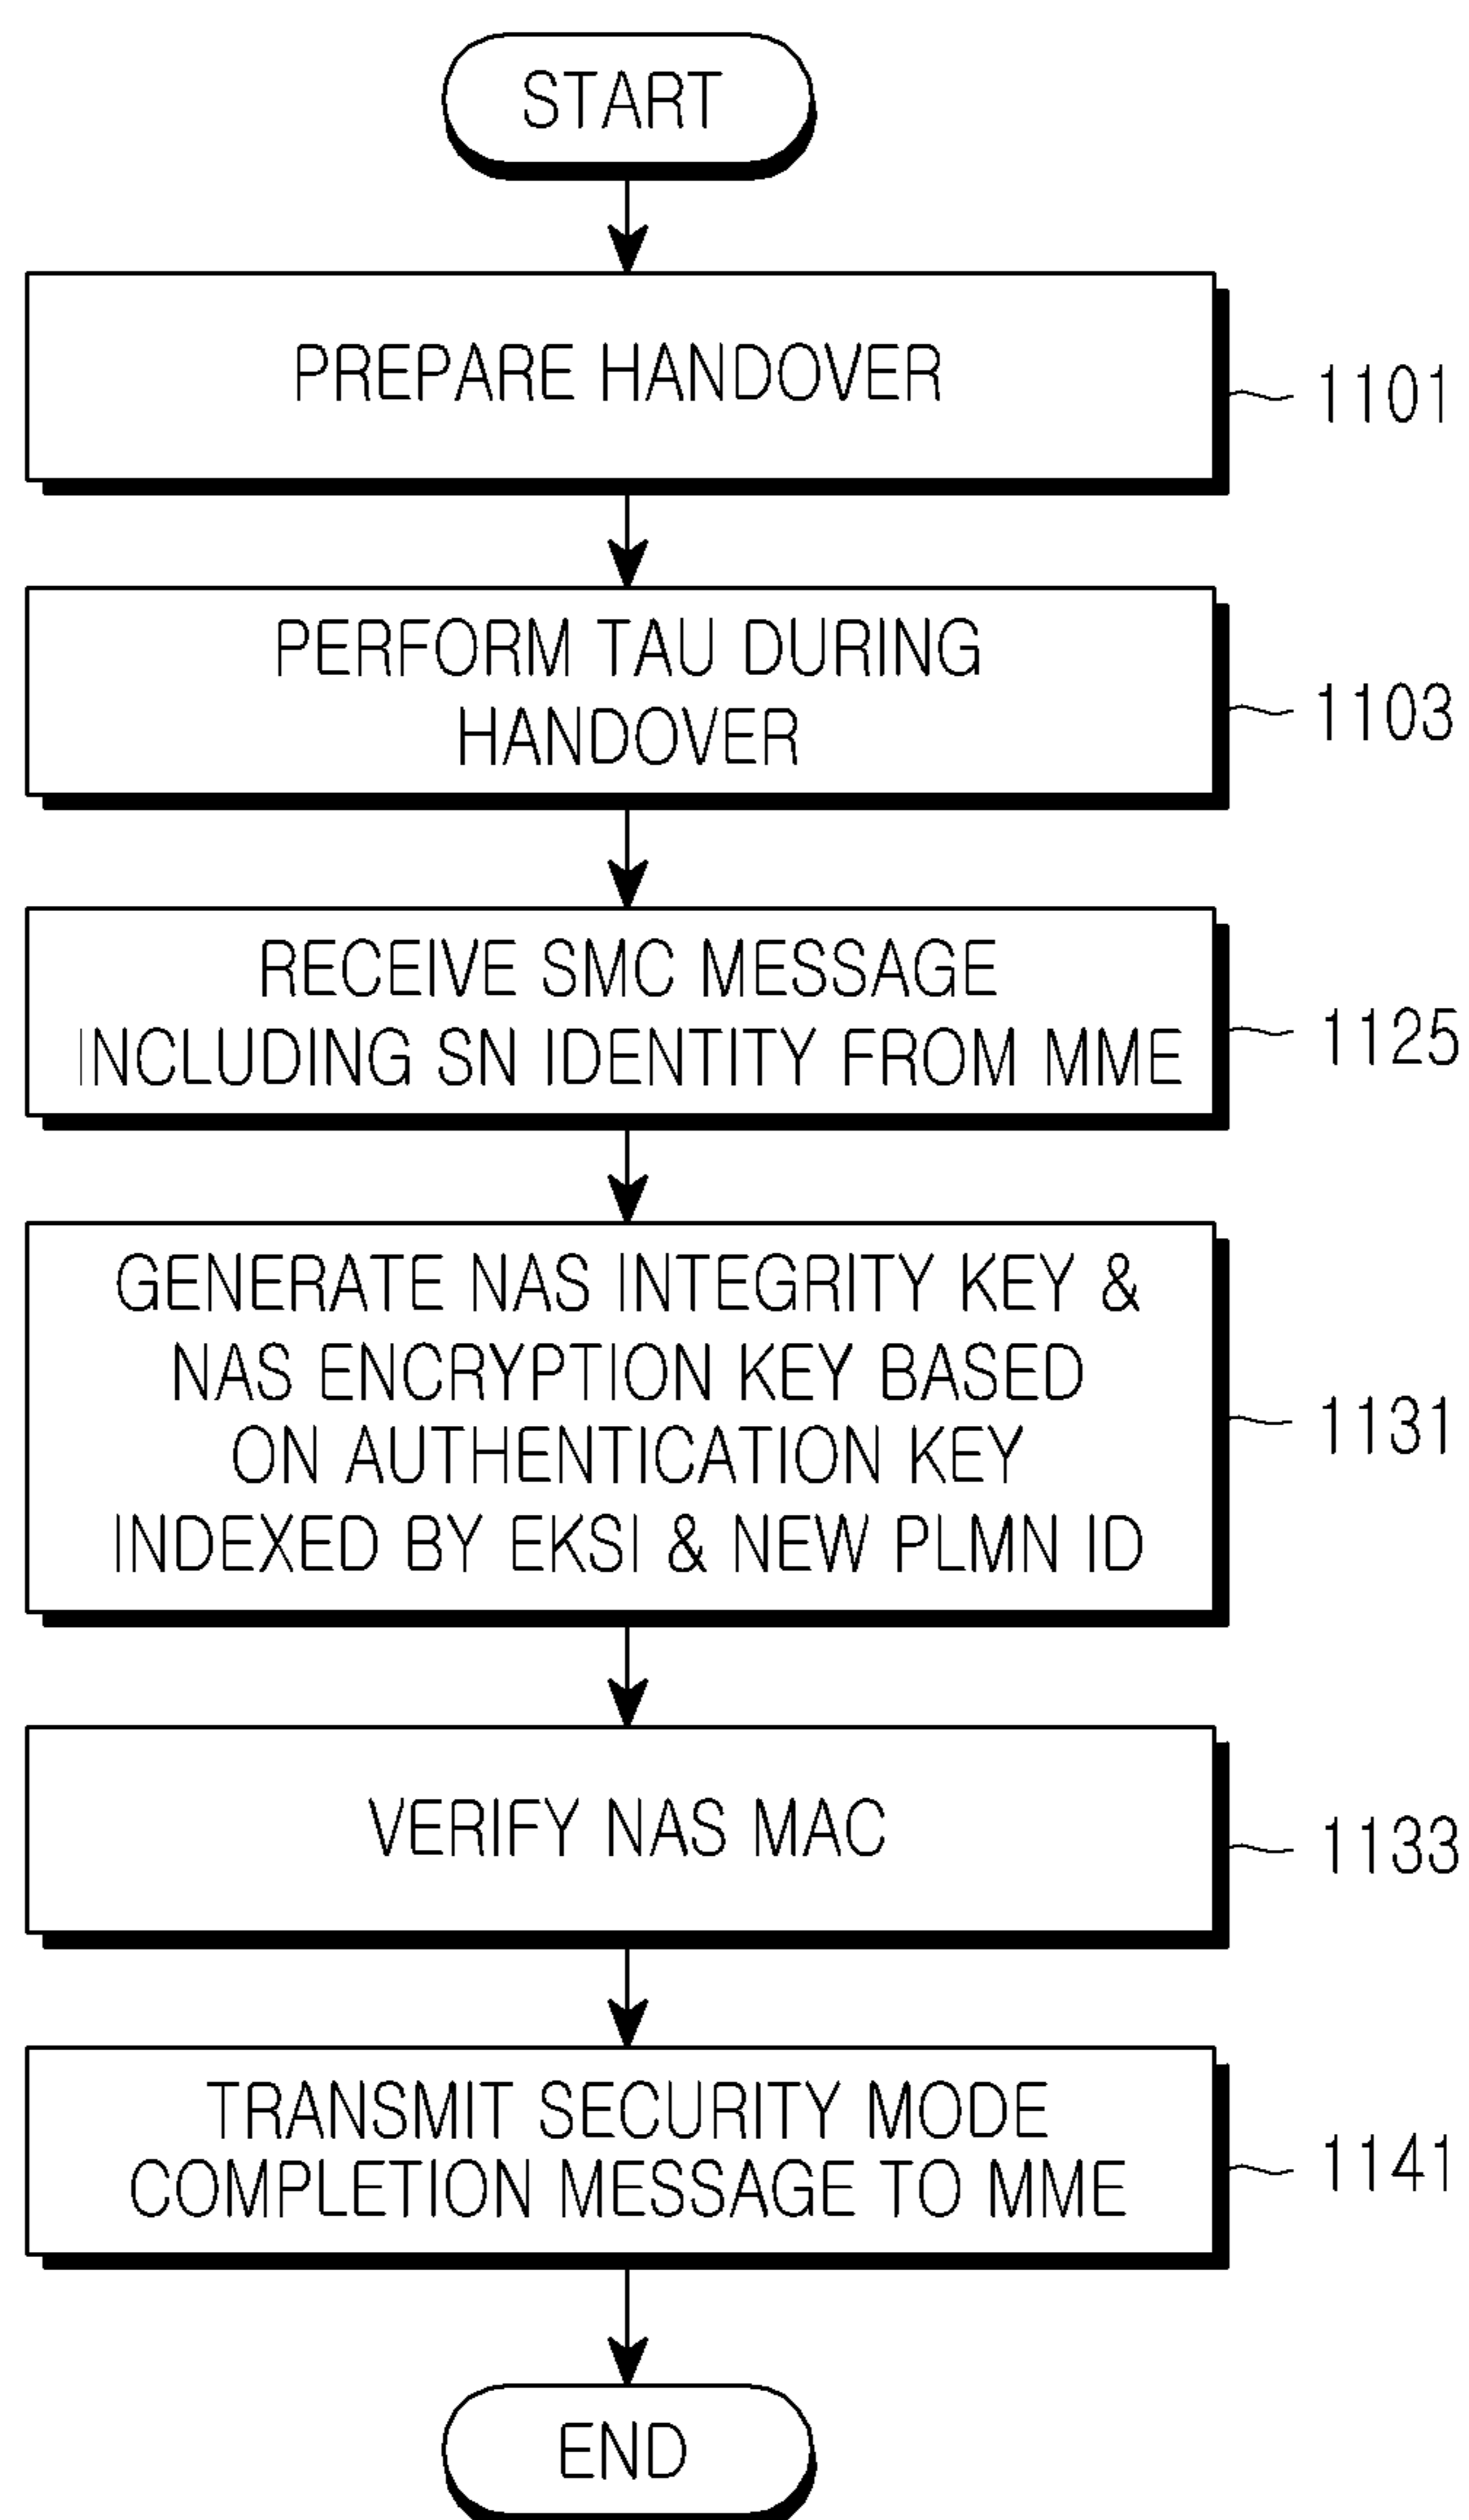 START
PREPARE HANDOVER
1101
PERFORM TAU DURING
HANDOVER
1103
RECEIVE SMC MESSAGE
INCLUDING SN IDENTITY FROM MME
1125
GENERATE NAS INTEGRITY KEY &
NAS ENCRYPTION KEY BASED
ON AUTHENTICATION KEY
INDEXED BY EKSI & NEW PLMN ID
1131
VERIFY NAS MAC
1133
TRANSMIT SECURITY MODE
COMPLETION MESSAGE TO MME
1141
END